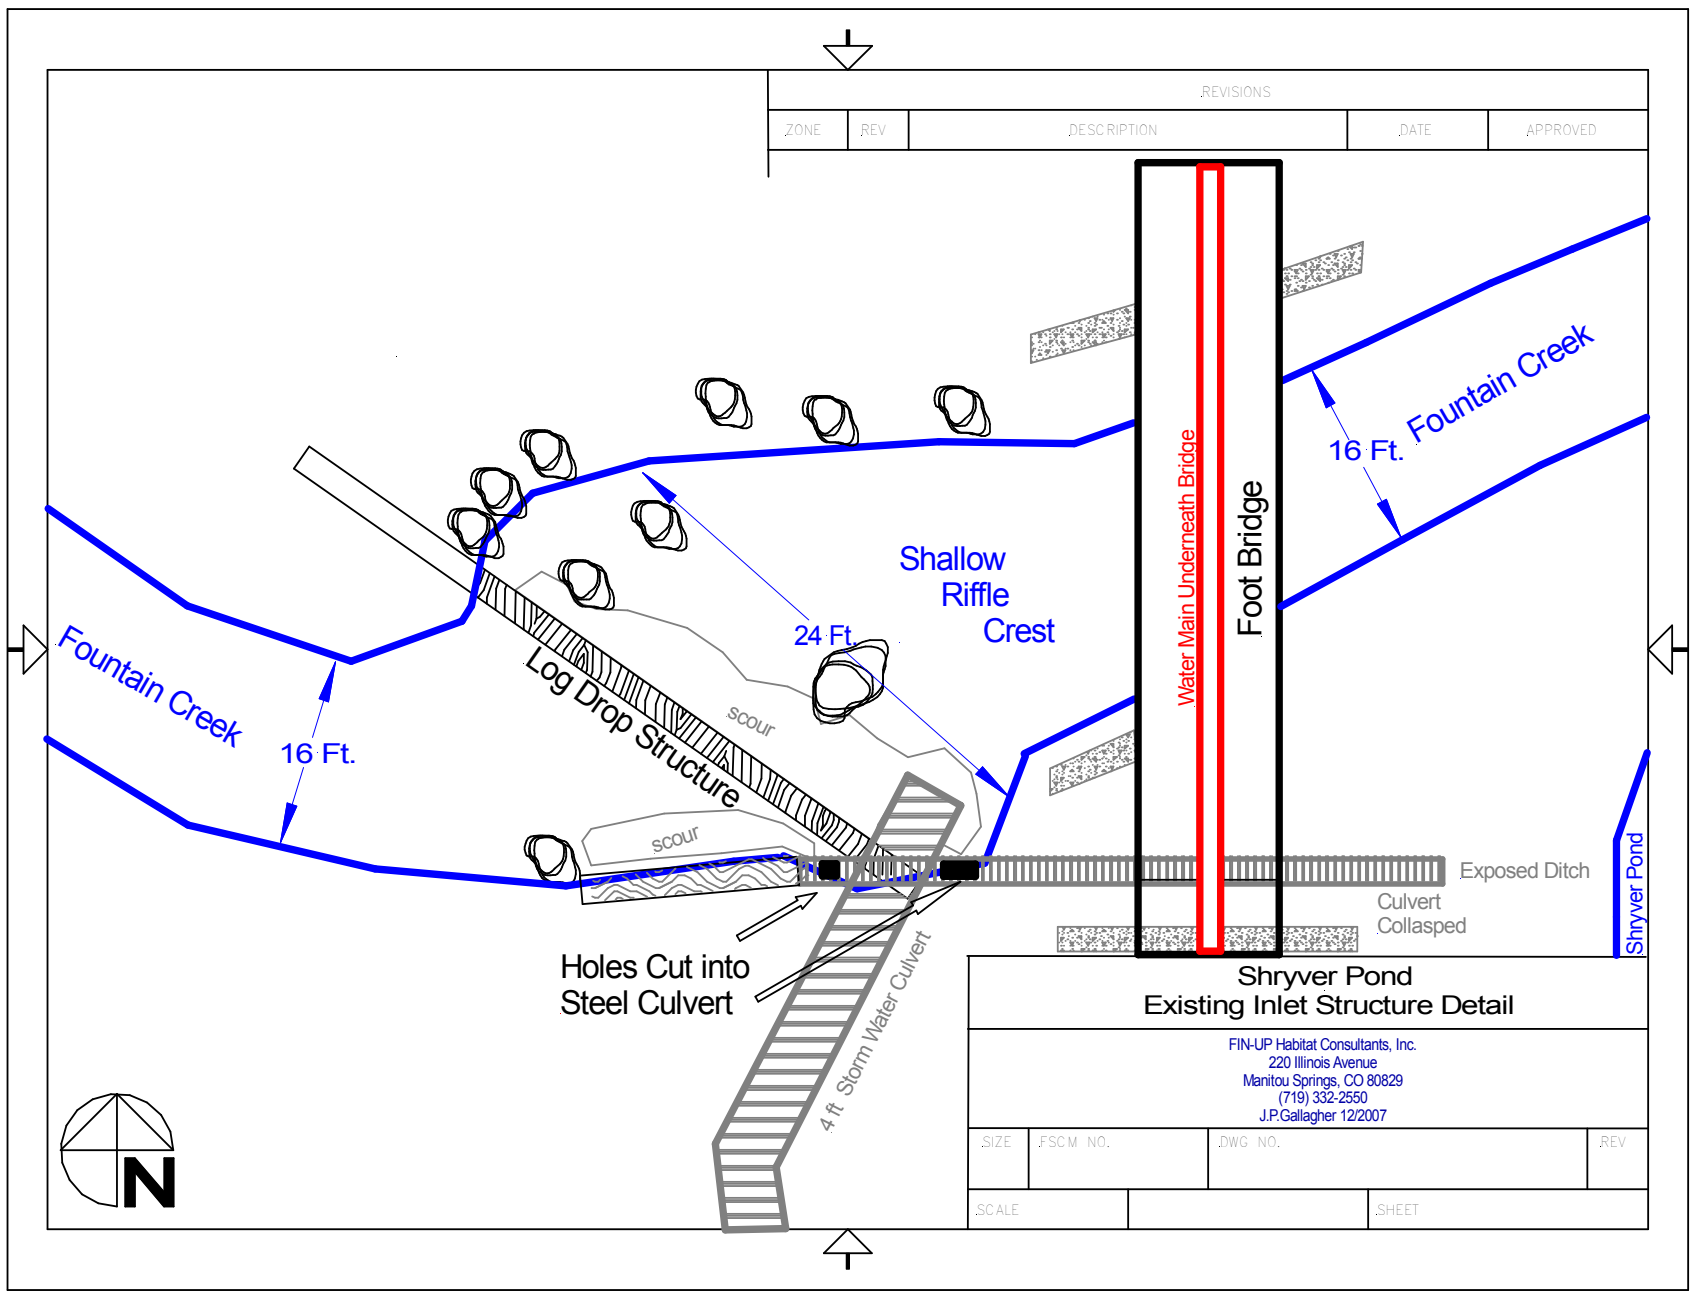 REVISIONS
ZONE
REV
DESCRIPTION
DATE
APPROVED
Fountain Creek
16 Ft.
Water Main Underneath Bridge
Foot Bridge
Shallow
Riffle
Crest
24 Ft.
Fountain Creek
16 Ft.
Log Drop Structure
scour
scour
Exposed Ditch
Culvert
Collasped
Shryver Pond
Holes Cut into
Steel Culvert
4 ft Storm Water Culvert
Shryver Pond
Existing Inlet Structure Detail
FIN-UP Habitat Consultants, Inc.
220 Illinois Avenue
Manitou Springs, CO 80829
(719) 332-2550
J.P.Gallagher 12/2007
SIZE
FSCM NO.
DWG NO.
REV
SCALE
SHEET
N